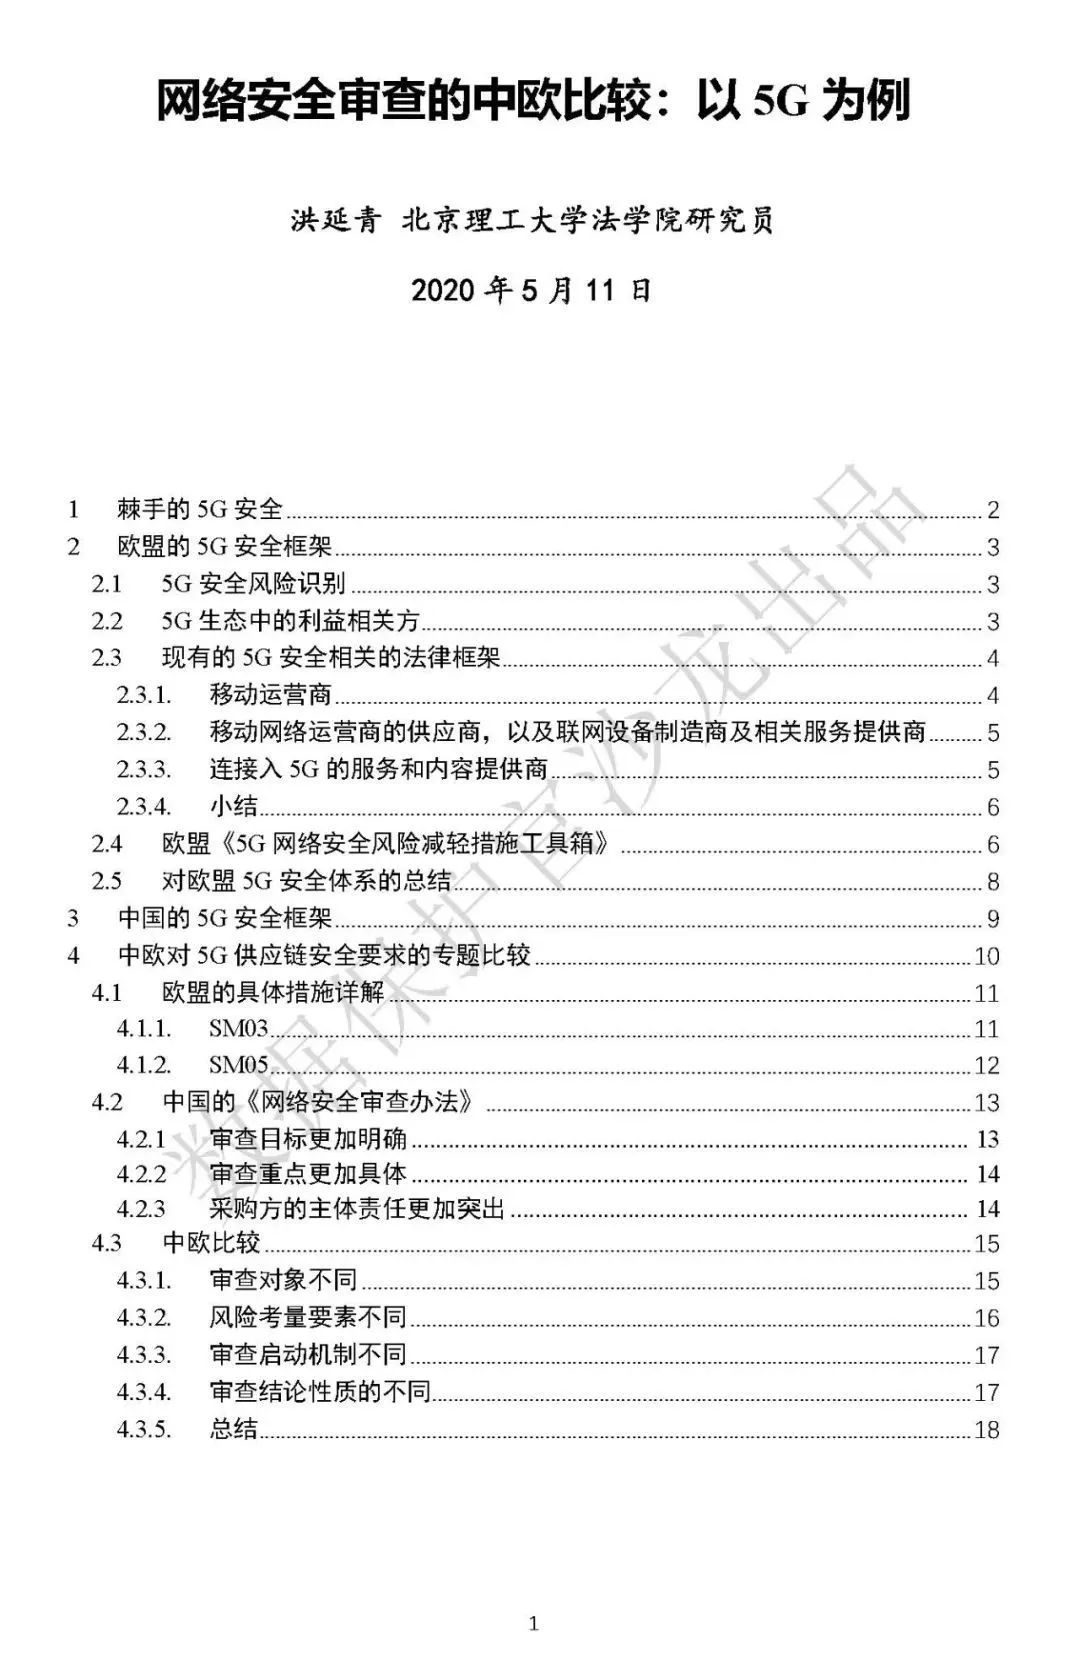 网络安全审查的中欧比较：以 5G 为例
洪延青 北京理工大学法学院研究员
2020 年 5 月 11 日
1 棘手的 5G 安全 2
2 欧盟的 5G 安全框架 3
2.1 5G 安全风险识别 3
2.2 5G 生态中的利益相关方 3
2.3 现有的 5G 安全相关的法律框架 4
2.3.1. 移动运营商 4
2.3.2. 移动网络运营商的供应商，以及联网设备制造商及相关服务提供商 5
2.3.3. 连接入 5G 的服务和内容提供商 5
2.3.4. 小结 6
2.4 欧盟《5G 网络安全风险减轻措施工具箱》 6
2.5 对欧盟 5G 安全体系的总结 8
3 中国的 5G 安全框架 9
4 中欧对 5G 供应链安全要求的专题比较 10
4.1 欧盟的具体措施详解 11
4.1.1. SM03 11
4.1.2. SM05 12
4.2 中国的《网络安全审查办法》 13
4.2.1 审查目标更加明确 13
4.2.2 审查重点更加具体 14
4.2.3 采购方的主体责任更加突出 14
4.3 中欧比较 15
4.3.1. 审查对象不同 15
4.3.2. 风险考量要素不同 16
4.3.3. 审查启动机制不同 17
4.3.4. 审查结论性质的不同 17
4.3.5. 总结 18
数据保护官沙龙出品
1